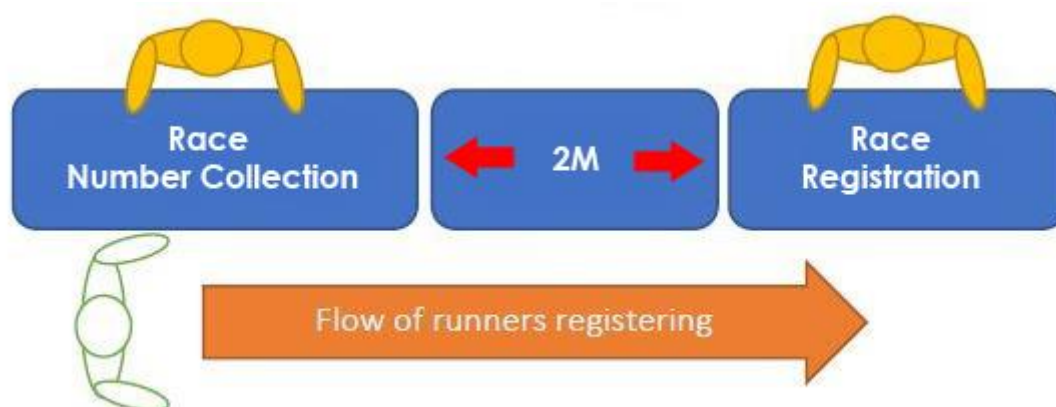 Race
Number Collection
2M
Race
Registration
Flow of runners registering